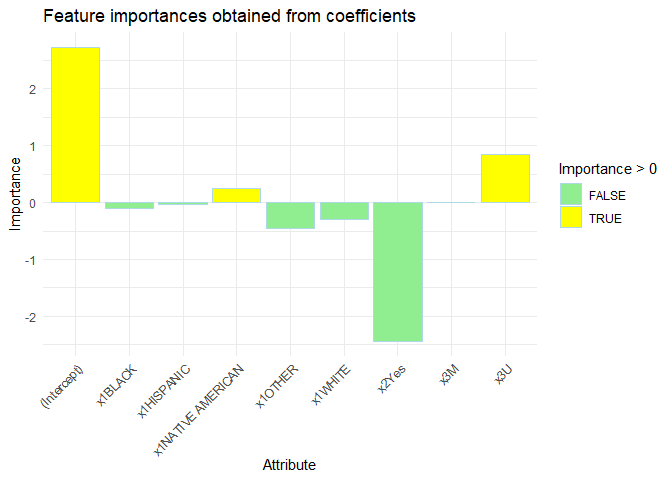 Feature importances obtained from coefficients
Importance
2
1
0
-1
-2
(Intercept)
x1BLACK
x1HISPANIC
x1NATIVE AMERICAN
x1OTHER
x1WHITE
x2Yes
x3M
x3U
Attribute
Importance > 0
FALSE
TRUE